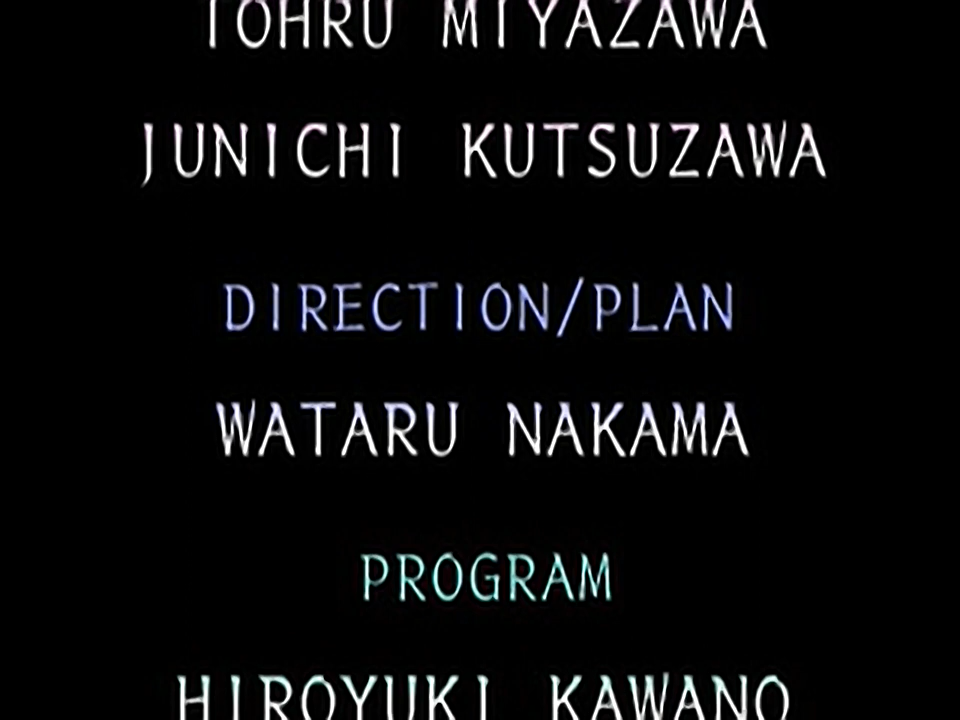 TOHRU MIYAZAWA
JUNICHI KUTSUZAWA
DIRECTION/PLAN
WATARU NAKAMA
PROGRAM
HIROYUKI KAWANO